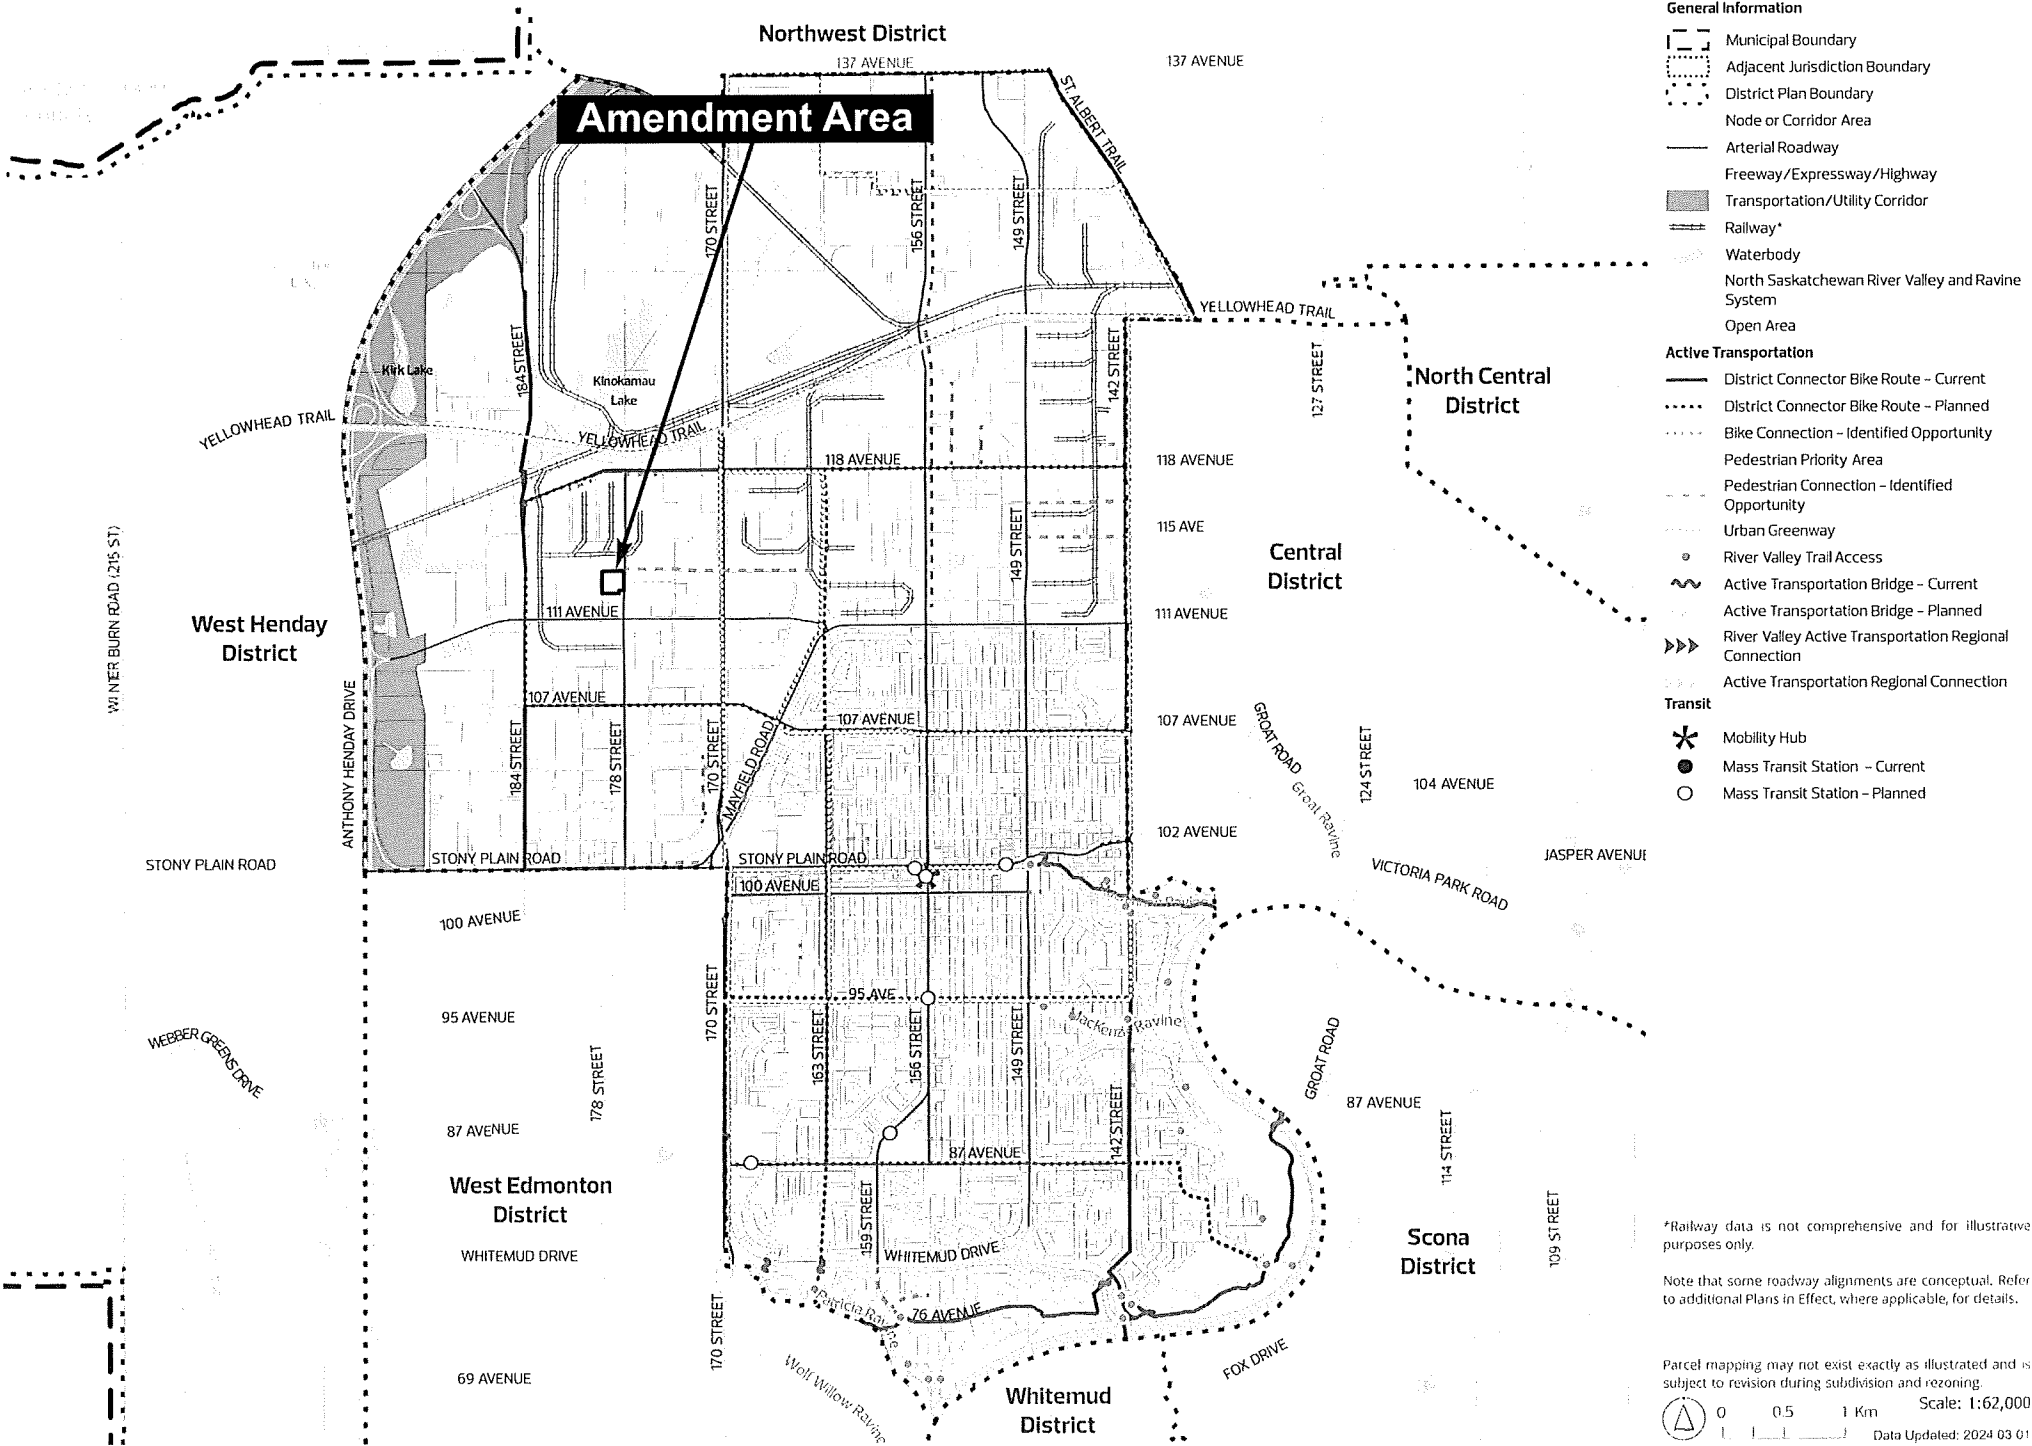 Northwest District
137 AVENUE
137 AVENUE
Amendment Area
ST. ALBERT TRAIL
170 STREET
156 STREET
149 STREET
184 STREET
Kirk Lake
Kinokamau
Lake
YELLOWHEAD TRAIL
YELLOWHEAD TRAIL
YELLOWHEAD TRAIL
142 STREET
127 STREET
North Central
District
118 AVENUE
118 AVENUE
115 AVE
149 STREET
Central
District
WINTER BURN ROAD (215 ST)
West Henday
District
111 AVENUE
111 AVENUE
ANTHONY HENDAY DRIVE
107 AVENUE
107 AVENUE
107 AVENUE
184 STREET
178 STREET
170 STREET
MAYFIELD ROAD
GROAT ROAD
Groat Ravine
124 STREET
104 AVENUE
102 AVENUE
STONY PLAIN ROAD
STONY PLAIN ROAD
STONY PLAIN ROAD
100 AVENUE
VICTORIA PARK ROAD
JASPER AVENUE
100 AVENUE
170 STREET
95 AVE
95 AVENUE
163 STREET
156 STREET
149 STREET
MacKenzie Ravine
WEBBER GREENS DRIVE
178 STREET
GROAT ROAD
87 AVENUE
87 AVENUE
87 AVENUE
142 STREET
114 STREET
West Edmonton
District
159 STREET
WHITEMUD DRIVE
WHITEMUD DRIVE
Scona
District
109 STREET
Patricia Ravine
76 AVENUE
170 STREET
69 AVENUE
Wolf Willow Ravine
FOX DRIVE
Whitemud
District
General Information
Municipal Boundary
Adjacent Jurisdiction Boundary
District Plan Boundary
Node or Corridor Area
Arterial Roadway
Freeway/Expressway/Highway
Transportation/Utility Corridor
Railway*
Waterbody
North Saskatchewan River Valley and Ravine
System
Open Area
Active Transportation
District Connector Bike Route - Current
District Connector Bike Route - Planned
Bike Connection - Identified Opportunity
Pedestrian Priority Area
Pedestrian Connection - Identified
Opportunity
Urban Greenway
River Valley Trail Access
Active Transportation Bridge - Current
Active Transportation Bridge - Planned
River Valley Active Transportation Regional
Connection
Active Transportation Regional Connection
Transit
Mobility Hub
Mass Transit Station - Current
Mass Transit Station - Planned
*Railway data is not comprehensive and for illustrative
purposes only.
Note that some roadway alignments are conceptual. Refer
to additional Plans in Effect, where applicable, for details.
Parcel mapping may not exist exactly as illustrated and is
subject to revision during subdivision and rezoning.
Scale: 1:62,000
0 0.5 1 Km
Data Updated: 2024 03 01